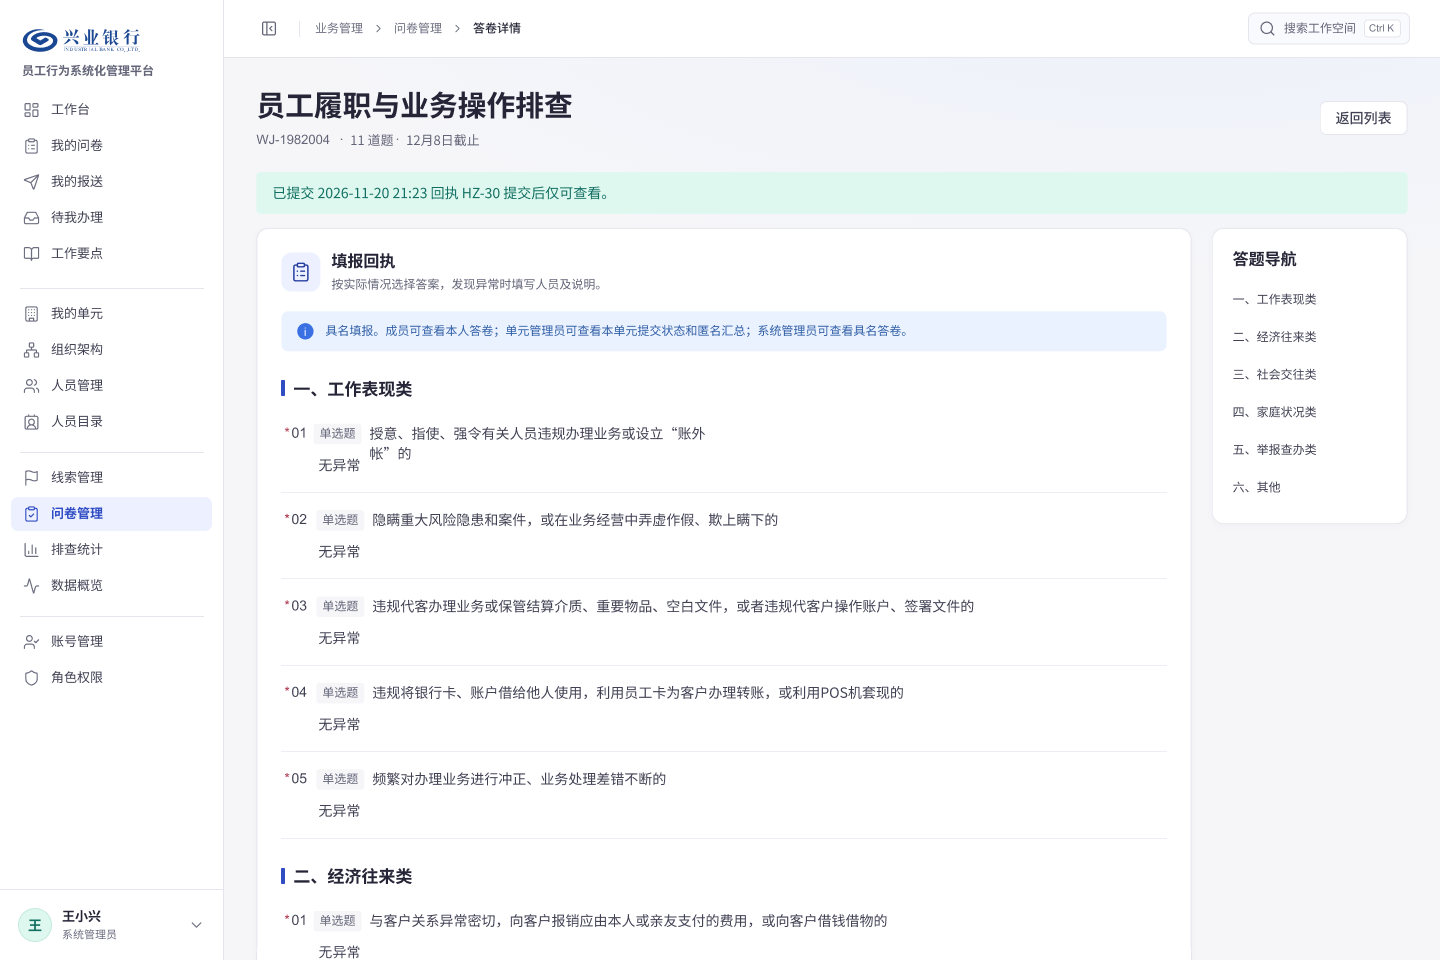 兴业银行
INDUSTRIAL BANK CO.,LTD.
员工行为系统化管理平台
工作台
我的问卷
我的报送
待我办理
工作要点
我的单元
组织架构
人员管理
人员目录
线索管理
问卷管理
排查统计
数据概览
账号管理
角色权限
王 王小兴
系统管理员
业务管理 > 问卷管理 > 答卷详情
搜索工作空间 Ctrl K
员工履职与业务操作排查
WJ-1982004 · 11 道题 · 12月8日截止
返回列表
已提交 2026-11-20 21:23 回执 HZ-30 提交后仅可查看。
填报回执
按实际情况选择答案，发现异常时填写人员及说明。
具名填报。成员可查看本人答卷；单元管理员可查看本单元提交状态和匿名汇总；系统管理员可查看具名答卷。
一、工作表现类
*01 单选题 授意、指使、强令有关人员违规办理业务或设立“账外
帐”的
无异常
*02 单选题 隐瞒重大风险隐患和案件，或在业务经营中弄虚作假、欺上瞒下的
无异常
*03 单选题 违规代客办理业务或保管结算介质、重要物品、空白文件，或者违规代客户操作账户、签署文件的
无异常
*04 单选题 违规将银行卡、账户借给他人使用，利用员工卡为客户办理转账，或利用POS机套现的
无异常
*05 单选题 频繁对办理业务进行冲正、业务处理差错不断的
无异常
二、经济往来类
*01 单选题 与客户关系异常密切，向客户报销应由本人或亲友支付的费用，或向客户借钱借物的
无异常
答题导航
一、工作表现类
二、经济往来类
三、社会交往类
四、家庭状况类
五、举报查办类
六、其他